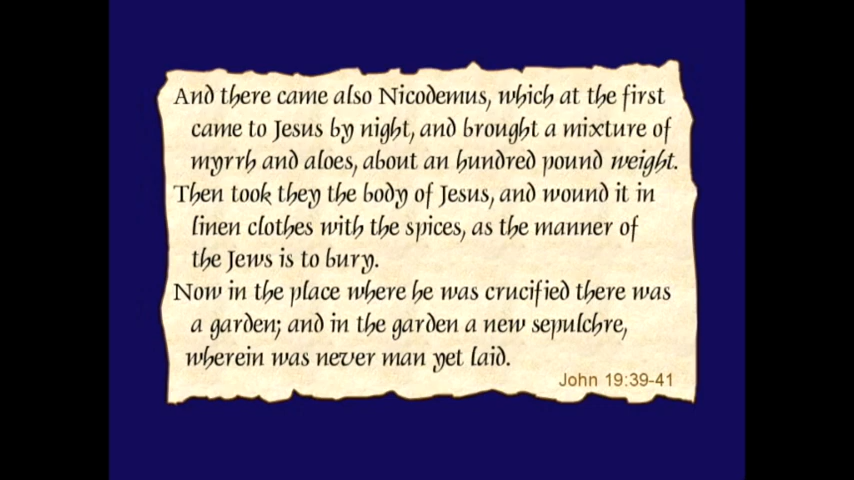 And there came also Nicodemus, which at the first
came to Jesus by night, and brought a mixture of
myrrh and aloes, about an hundred pound weight.
Then took they the body of Jesus, and wound it in
linen clothes with the spices, as the manner of
the Jews is to bury.
Now in the place where he was crucified there was
a garden; and in the garden a new sepulchre,
wherein was never man yet laid.
John 19:39-41